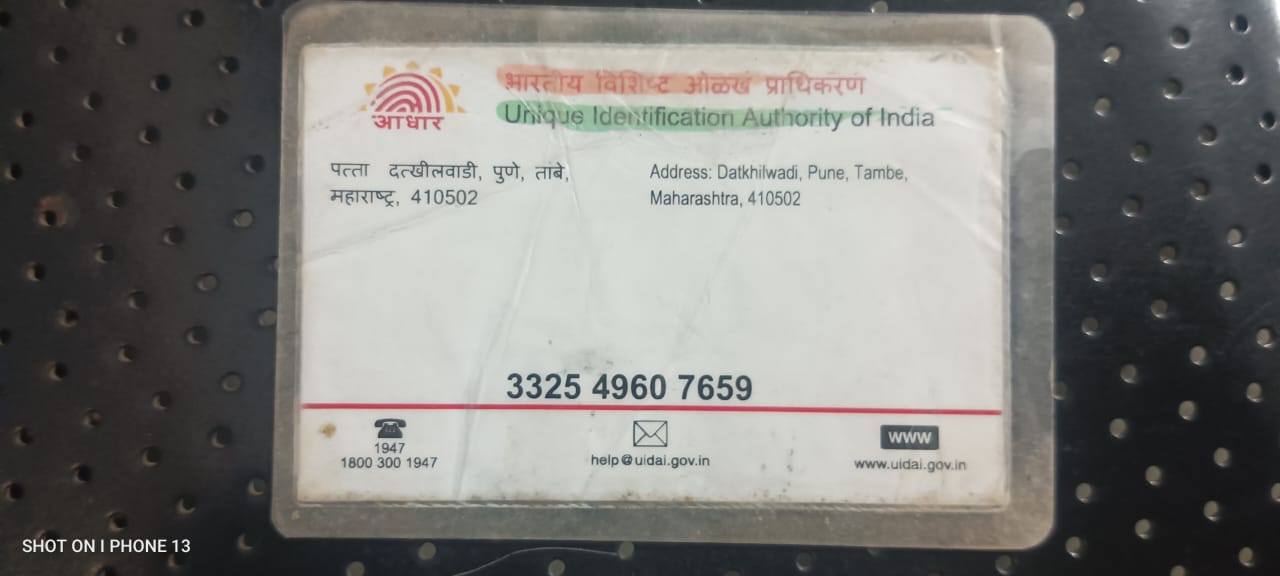 आधार
भारतीय विशिष्ट ओळख प्राधिकरण
Unique Identification Authority of India
पत्ता दत्खीलवाडी, पुणे, तांबे,
महाराष्ट्र, 410502
Address: Datkhilwadi, Pune, Tambe,
Maharashtra, 410502
3325 4960 7659
1947
1800 300 1947
help@uidai.gov.in
www
www.uidai.gov.in
SHOT ON I PHONE 13